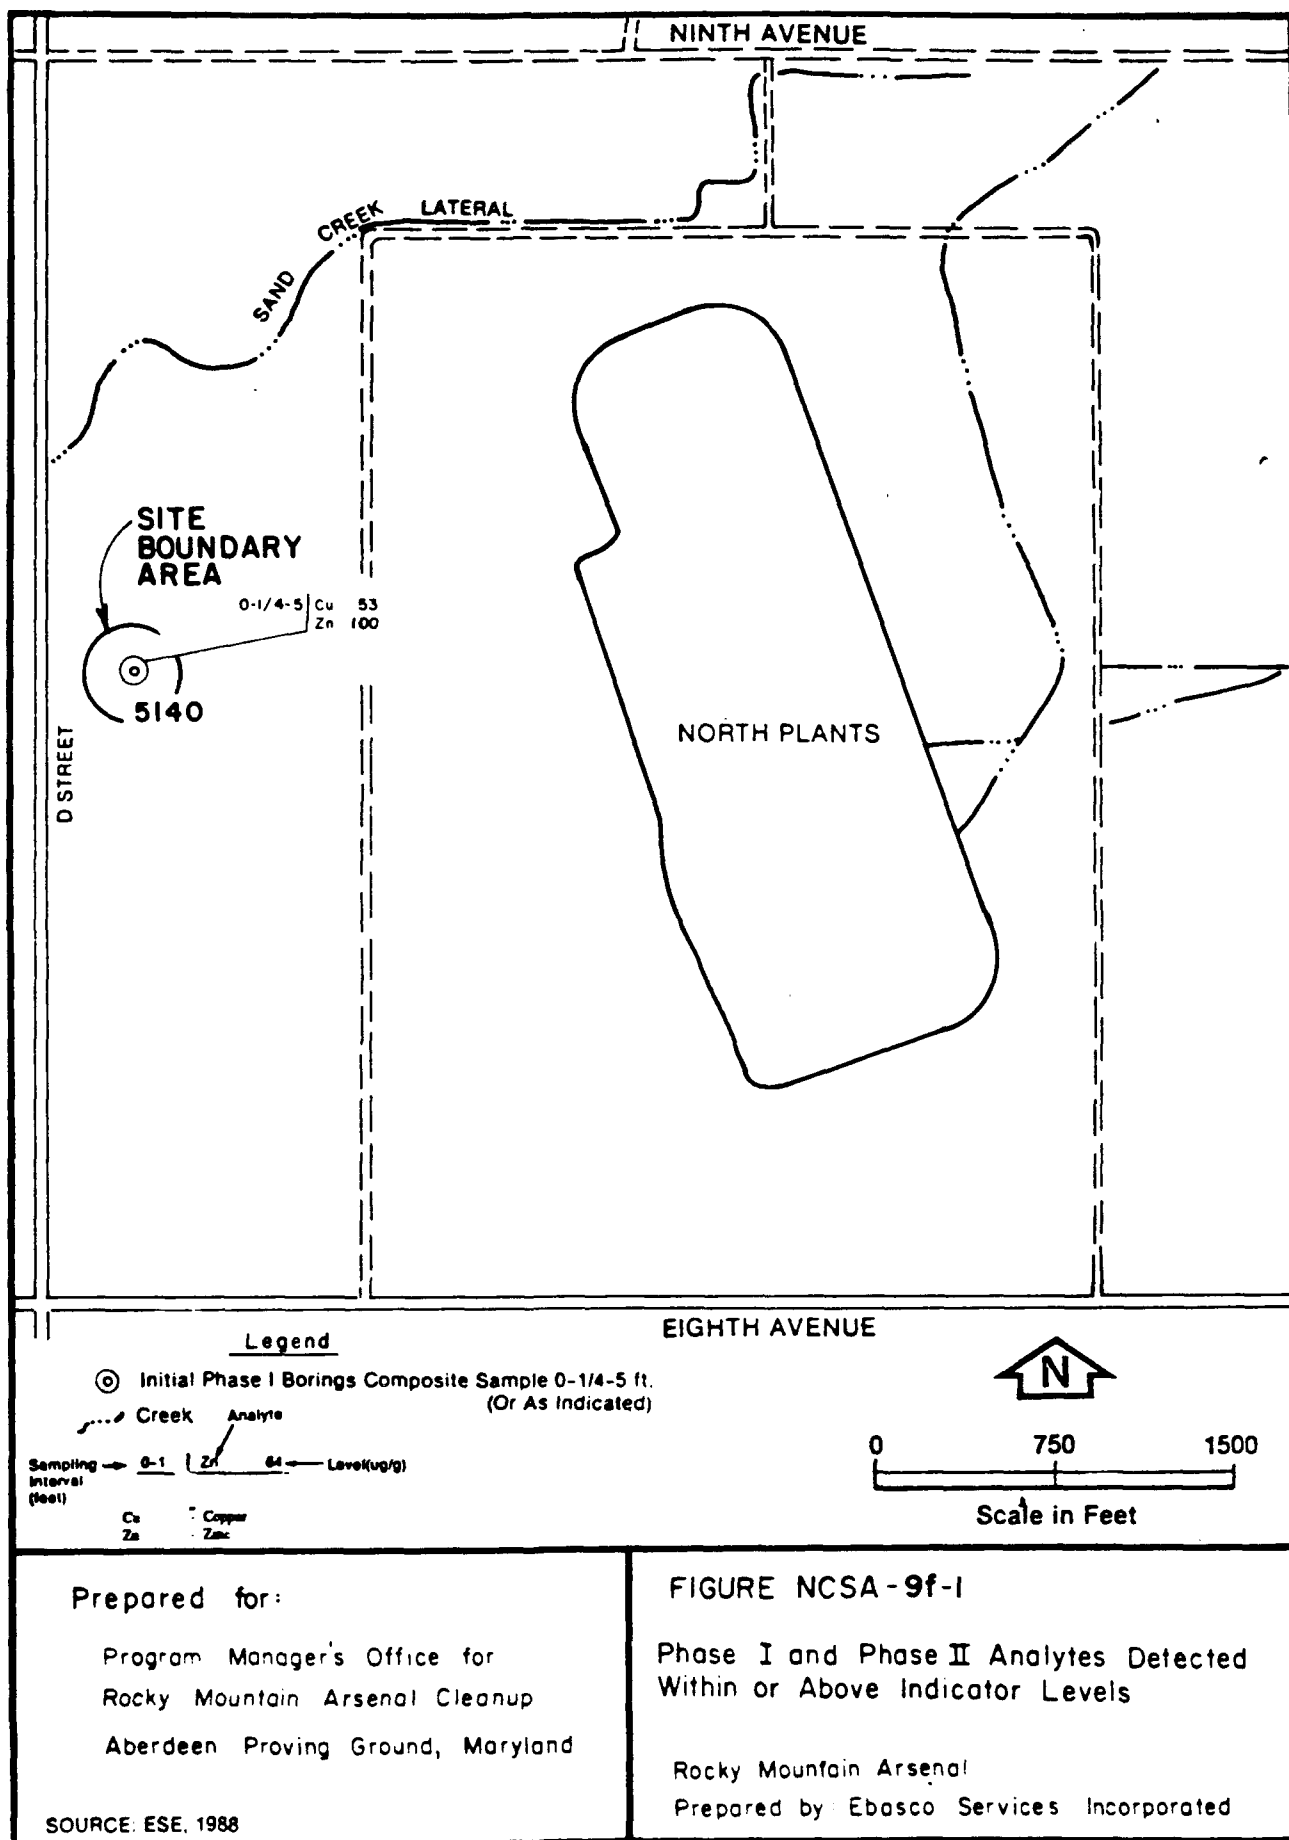 NINTH AVENUE
SAND CREEK LATERAL
SITE
BOUNDARY
AREA
0-1/4-5 Cu 53
Zn 100
5140
D STREET
NORTH PLANTS
EIGHTH AVENUE
Legend
Initial Phase I Borings Composite Sample 0-1/4-5 ft.
(Or As Indicated)
Creek
Analyte
Sampling
Interval
(feet)
0-1 Zn 64 Level(ug/g)
Cu - Copper
Zn - Zinc
N
0 750 1500
Scale in Feet
Prepared for:
Program Manager's Office for
Rocky Mountain Arsenal Cleanup
Aberdeen Proving Ground, Maryland
SOURCE: ESE, 1988
FIGURE NCSA-9f-1
Phase I and Phase II Analytes Detected
Within or Above Indicator Levels
Rocky Mountain Arsenal
Prepared by Ebasco Services Incorporated